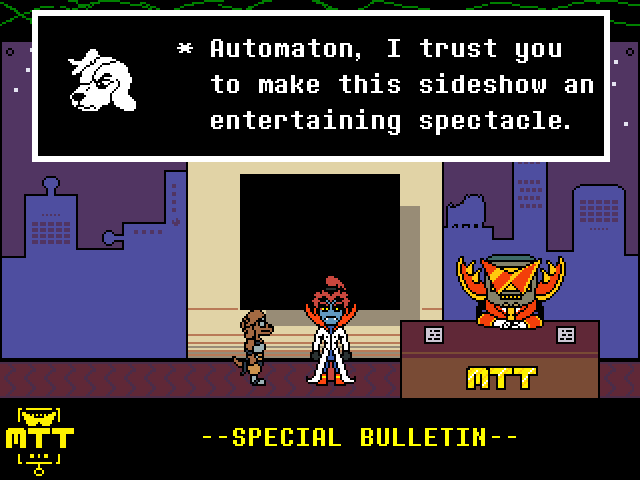 * Automaton, I trust you
to make this sideshow an
entertaining spectacle.
MTT
MTT
--SPECIAL BULLETIN--